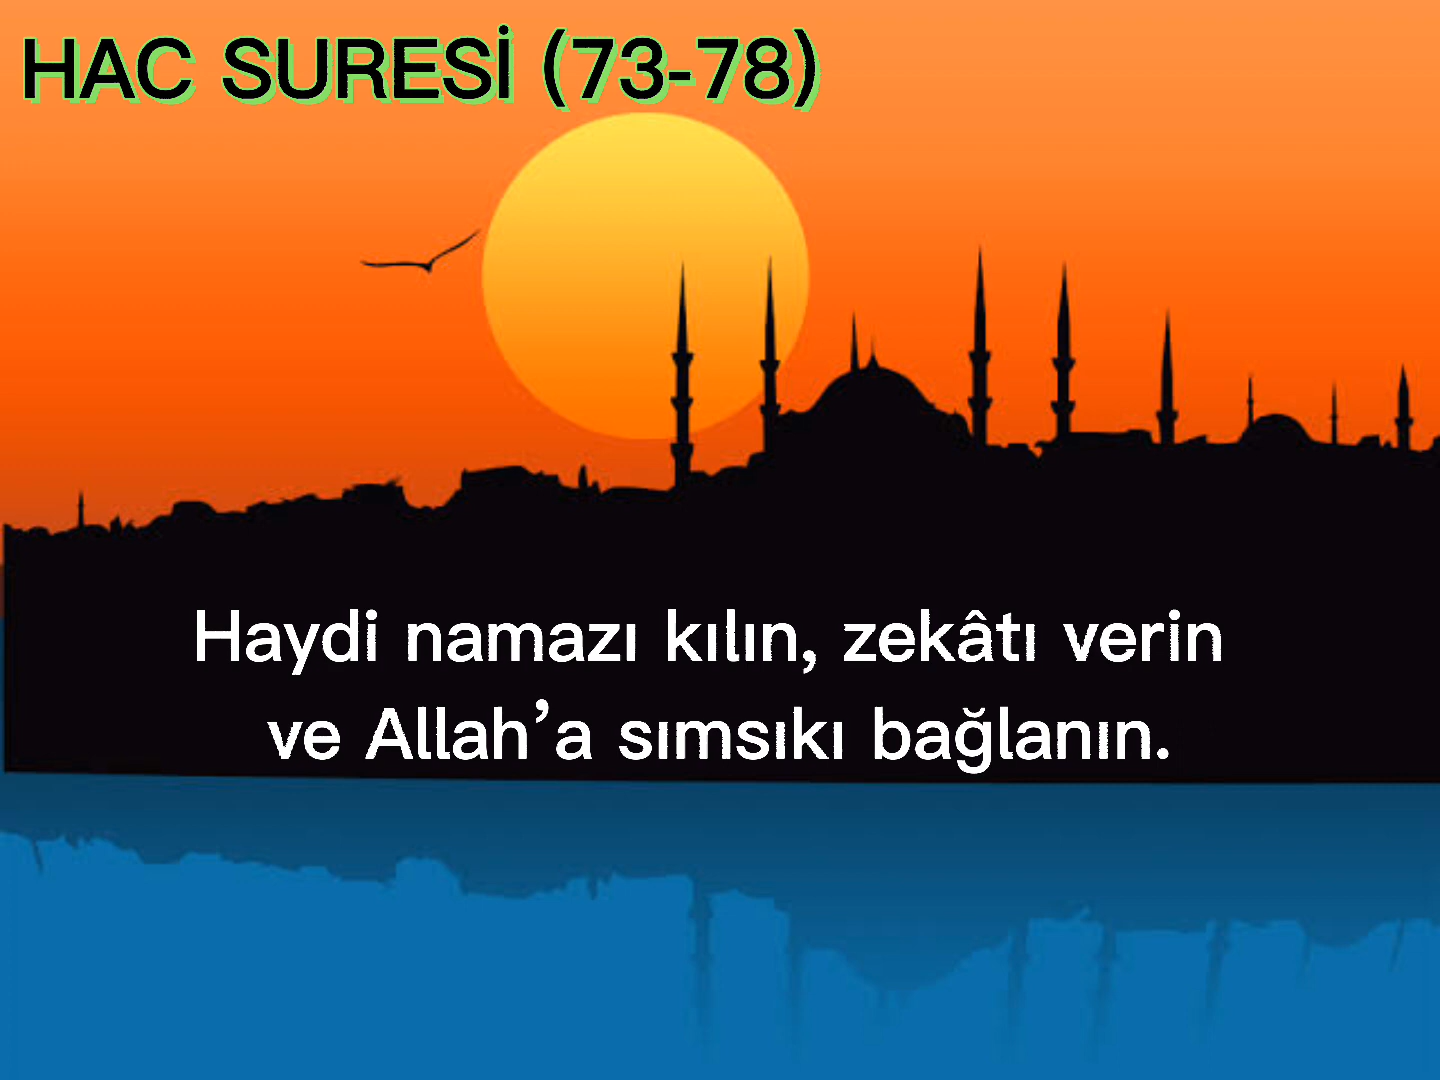 HAC SURESİ (73-78)
Haydi namazı kılın, zekâtı verin
ve Allah’a sımsıkı bağlanın.